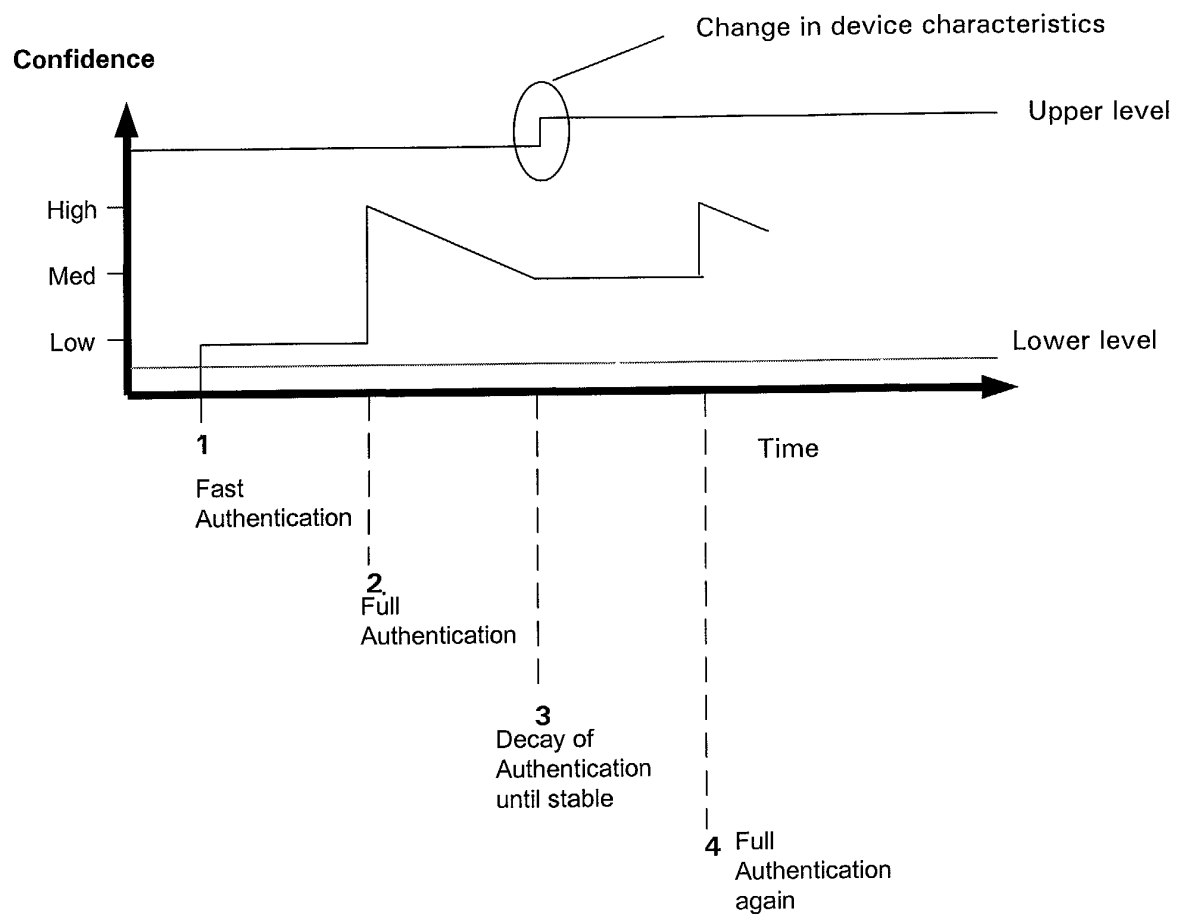 Change in device characteristics
Confidence
Upper level
High
Med
Low
Lower level
Time
1
Fast
Authentication
2.
Full
Authentication
3
Decay of
Authentication
until stable
4 Full
Authentication
again